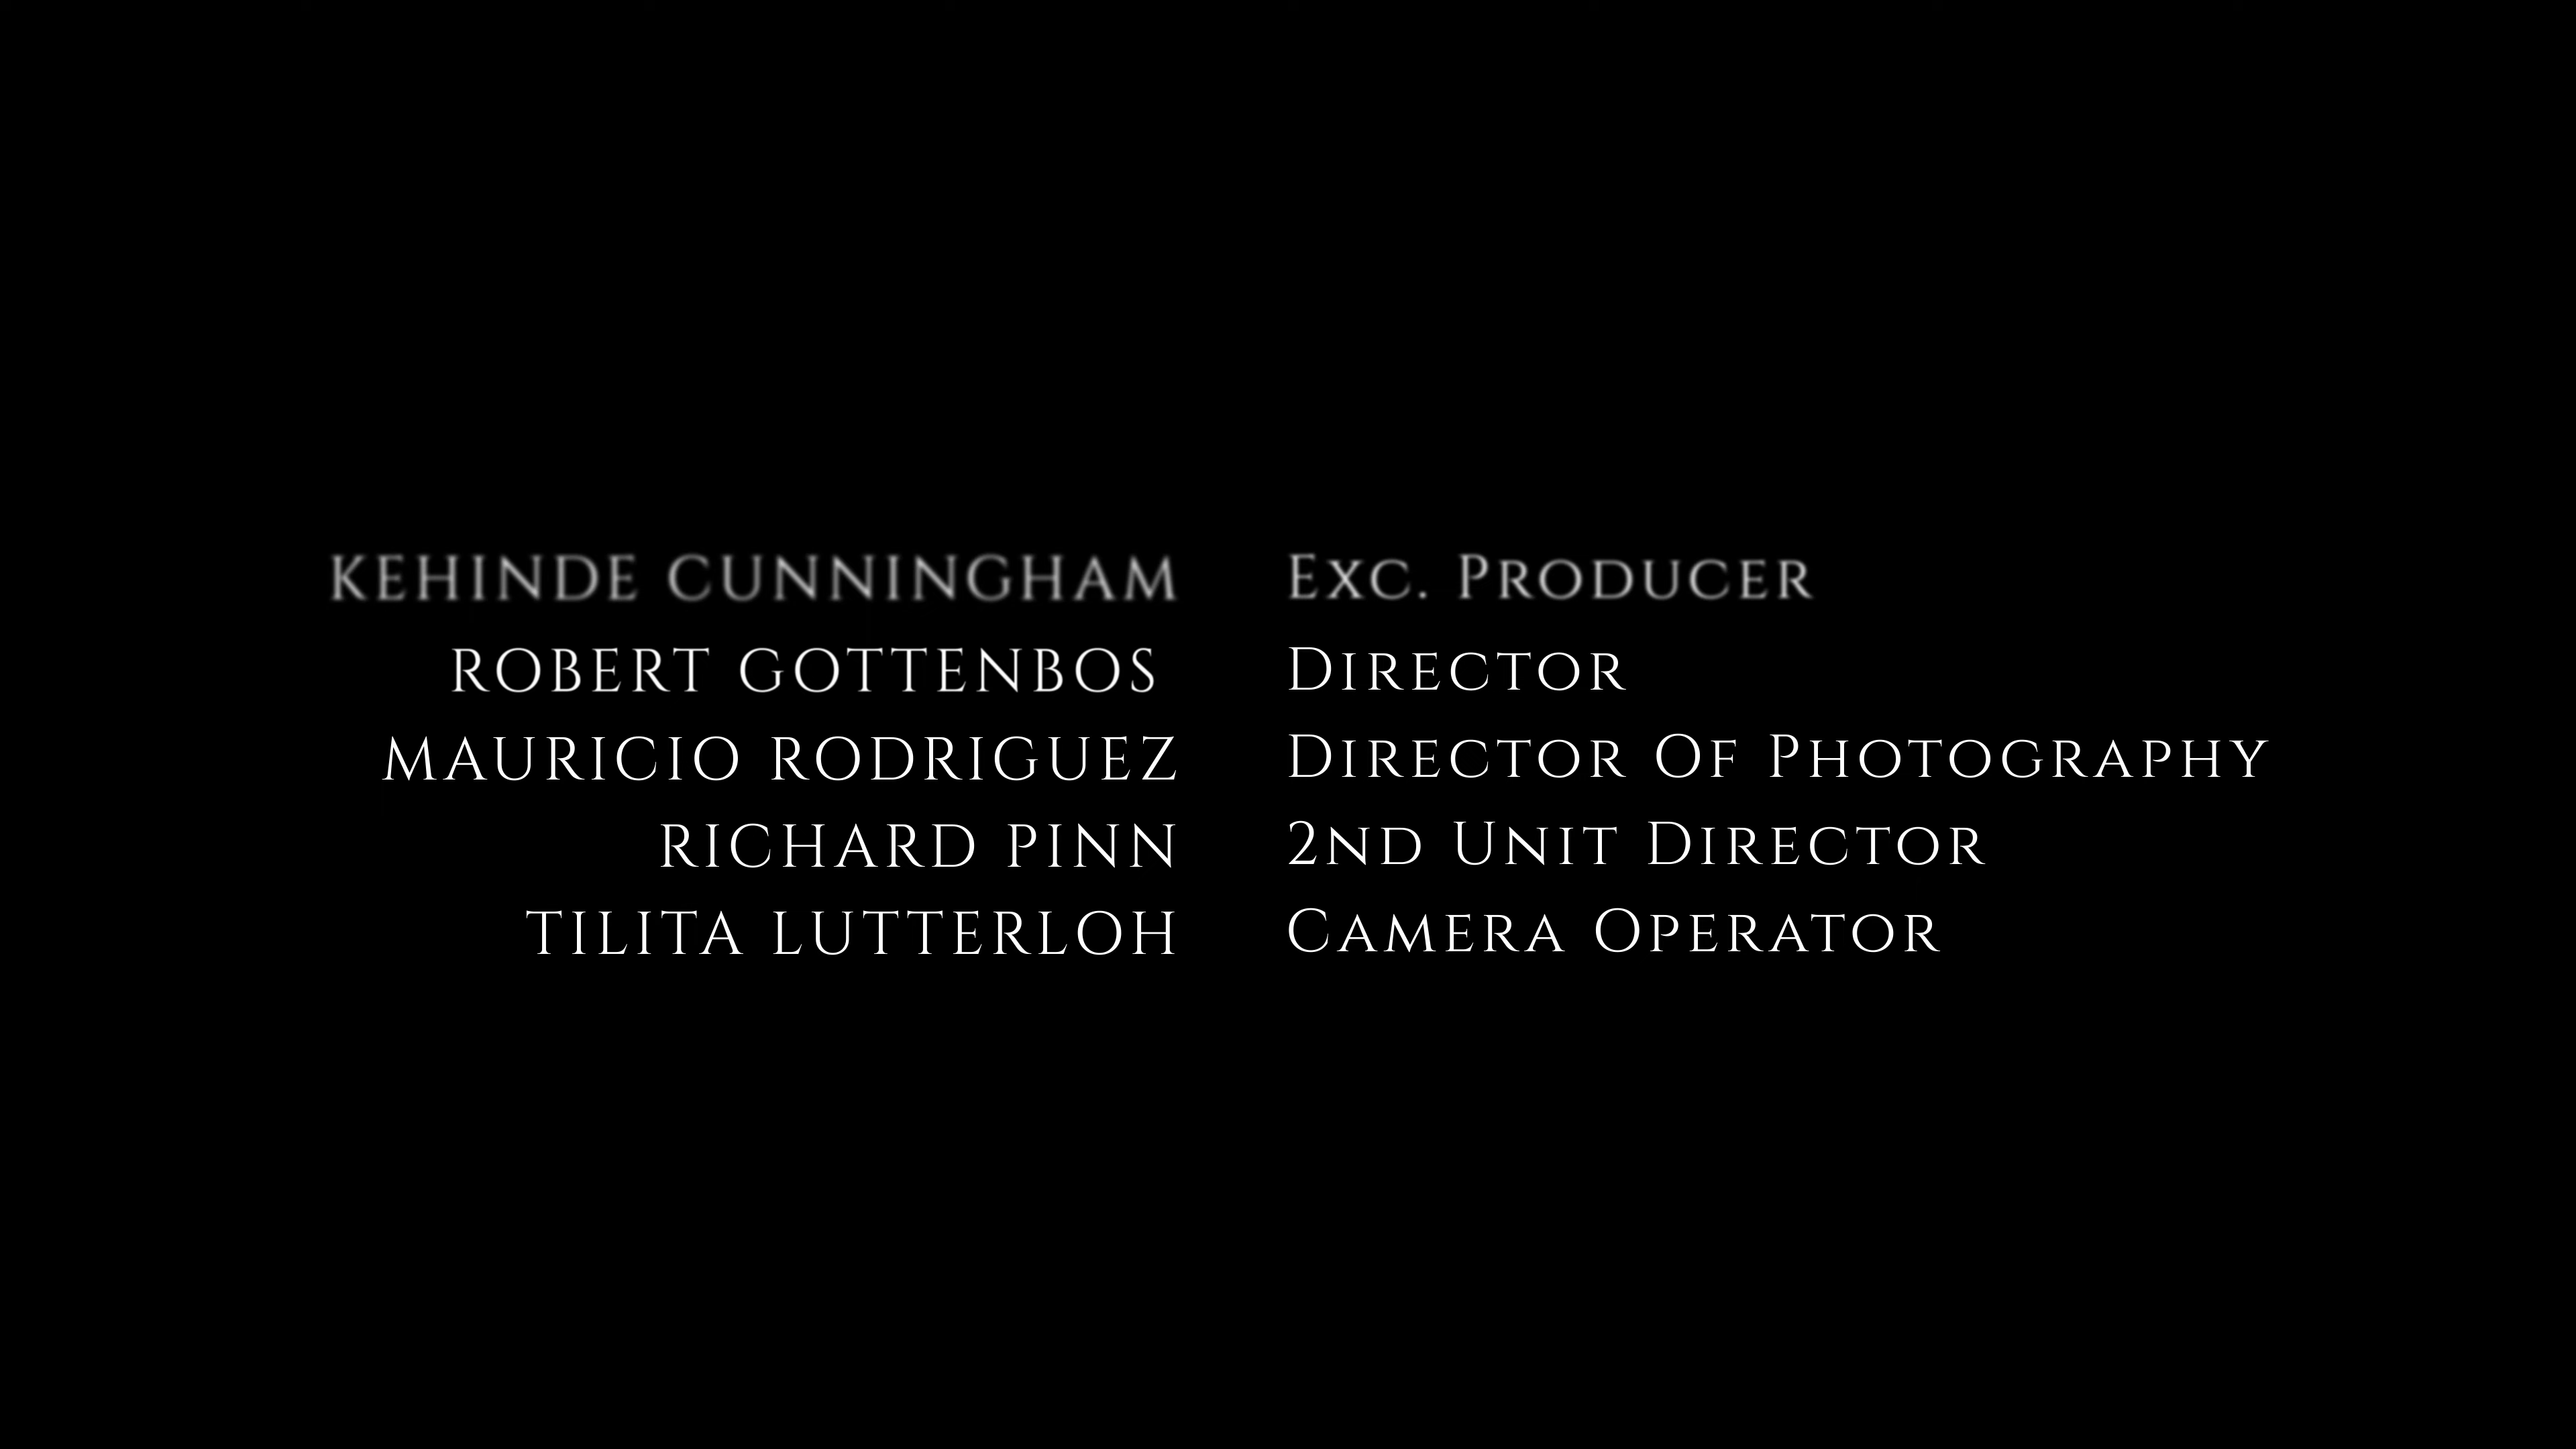 KEHINDE CUNNINGHAM Exc. Producer
ROBERT GOTTENBOS Director
MAURICIO RODRIGUEZ Director Of Photography
RICHARD PINN 2nd Unit Director
TILITA LUTTERLOH Camera Operator